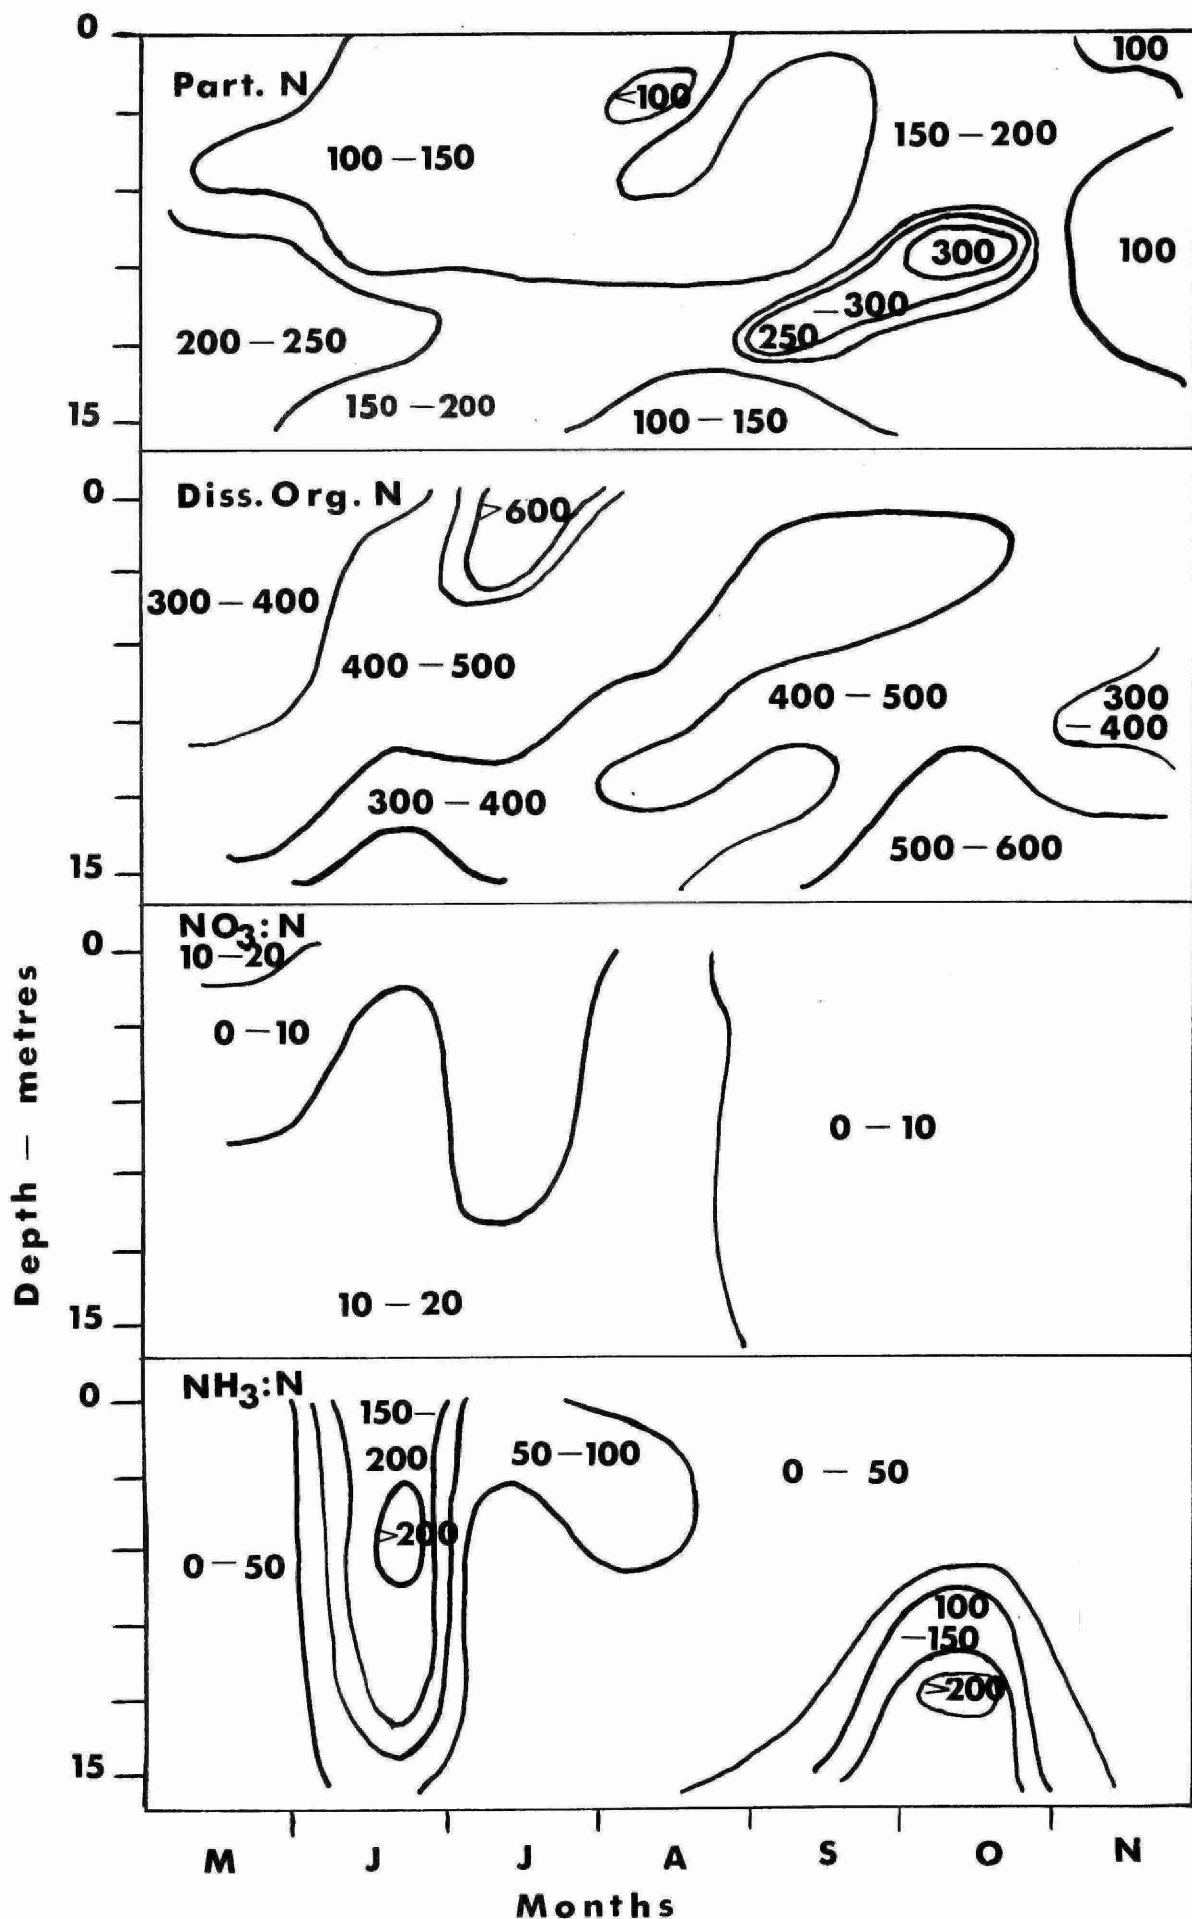 0
Part. N
<100
100
100 – 150
150 – 200
300
100
– 300
250
200 – 250
150 – 200
100 – 150
15
0
Diss. Org. N
>600
300 – 400
400 – 500
400 – 500
300
– 400
300 – 400
500 – 600
15
NO3:N
0
10–20
0 – 10
0 – 10
10 – 20
15
Depth – metres
NH3:N
0
150–
200
50 – 100
0 – 50
>200
0 – 50
100
– 150
>200
15
M J J A S O N
Months